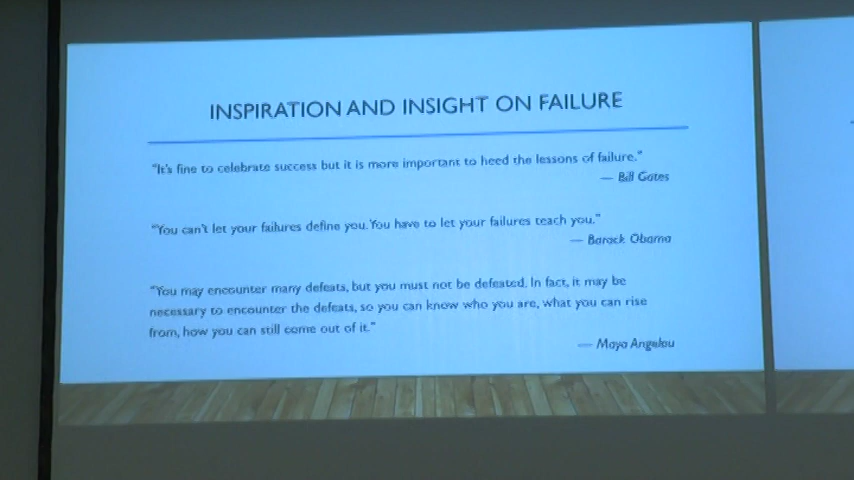 INSPIRATION AND INSIGHT ON FAILURE
"It's fine to celebrate success but it is more important to heed the lessons of failure."
— Bill Gates
"You can't let your failures define you. You have to let your failures teach you."
— Barack Obama
"You may encounter many defeats, but you must not be defeated. In fact, it may be
necessary to encounter the defeats, so you can know who you are, what you can rise
from, how you can still come out of it."
— Maya Angelou